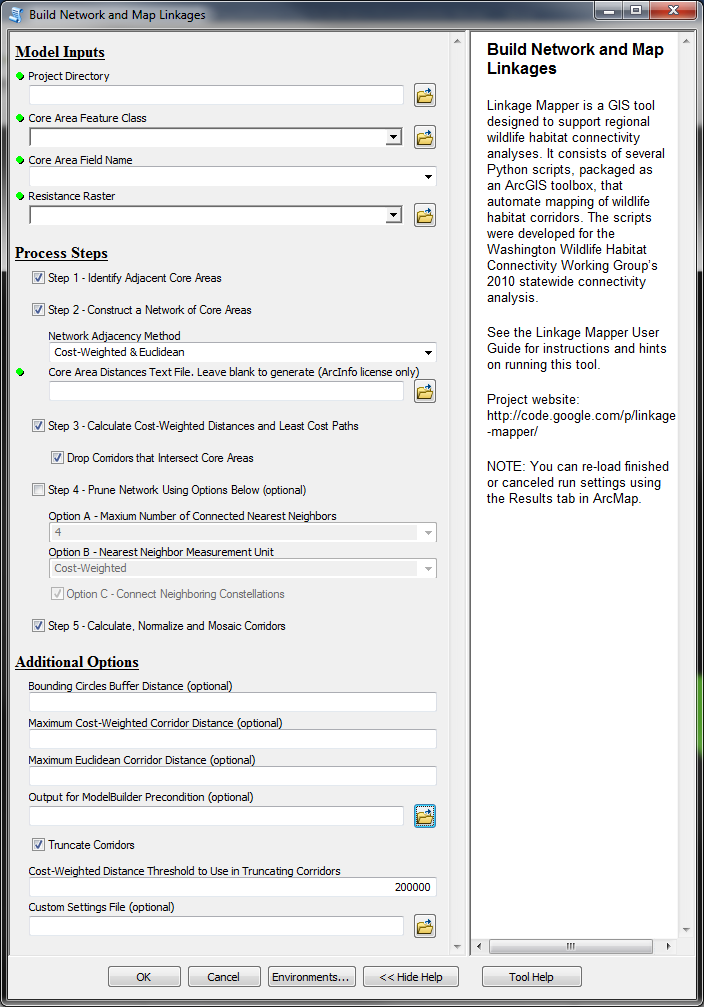 Build Network and Map Linkages
Model Inputs
Project Directory
Core Area Feature Class
Core Area Field Name
Resistance Raster
Process Steps
Step 1 - Identify Adjacent Core Areas
Step 2 - Construct a Network of Core Areas
Network Adjacency Method
Cost-Weighted & Euclidean
Core Area Distances Text File. Leave blank to generate (ArcInfo license only)
Step 3 - Calculate Cost-Weighted Distances and Least Cost Paths
Drop Corridors that Intersect Core Areas
Step 4 - Prune Network Using Options Below (optional)
Option A - Maxium Number of Connected Nearest Neighbors
4
Option B - Nearest Neighbor Measurement Unit
Cost-Weighted
Option C - Connect Neighboring Constellations
Step 5 - Calculate, Normalize and Mosaic Corridors
Additional Options
Bounding Circles Buffer Distance (optional)
Maximum Cost-Weighted Corridor Distance (optional)
Maximum Euclidean Corridor Distance (optional)
Output for ModelBuilder Precondition (optional)
Truncate Corridors
Cost-Weighted Distance Threshold to Use in Truncating Corridors
200000
Custom Settings File (optional)
Build Network and Map
Linkages
Linkage Mapper is a GIS tool
designed to support regional
wildlife habitat connectivity
analyses. It consists of several
Python scripts, packaged as
an ArcGIS toolbox, that
automate mapping of wildlife
habitat corridors. The scripts
were developed for the
Washington Wildlife Habitat
Connectivity Working Group's
2010 statewide connectivity
analysis.
See the Linkage Mapper User
Guide for instructions and hints
on running this tool.
Project website:
http://code.google.com/p/linkage
-mapper/
NOTE: You can re-load finished
or canceled run settings using
the Results tab in ArcMap.
OK
Cancel
Environments...
<< Hide Help
Tool Help